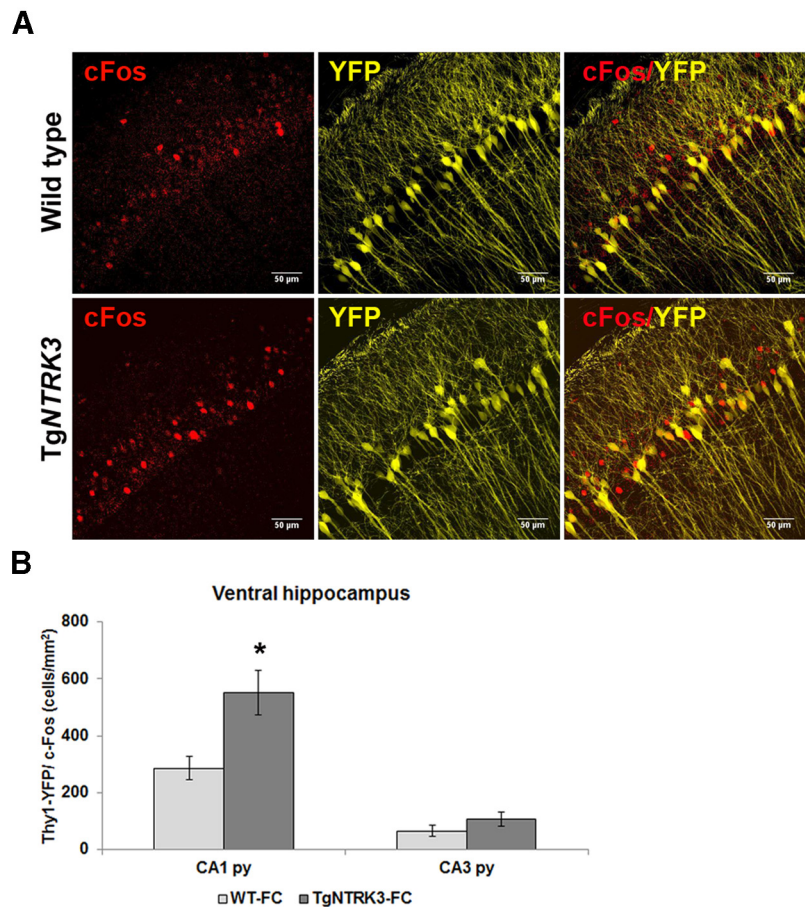 A
Wild type
cFos
YFP
cFos/YFP
50 µm
50 µm
50 µm
TgNTRK3
cFos
YFP
cFos/YFP
50 µm
50 µm
50 µm
B
Ventral hippocampus
Thy1-YFP/ c-Fos (cells/mm²)
800
600
400
200
0
*
CA1 py
CA3 py
WT-FC
TgNTRK3-FC